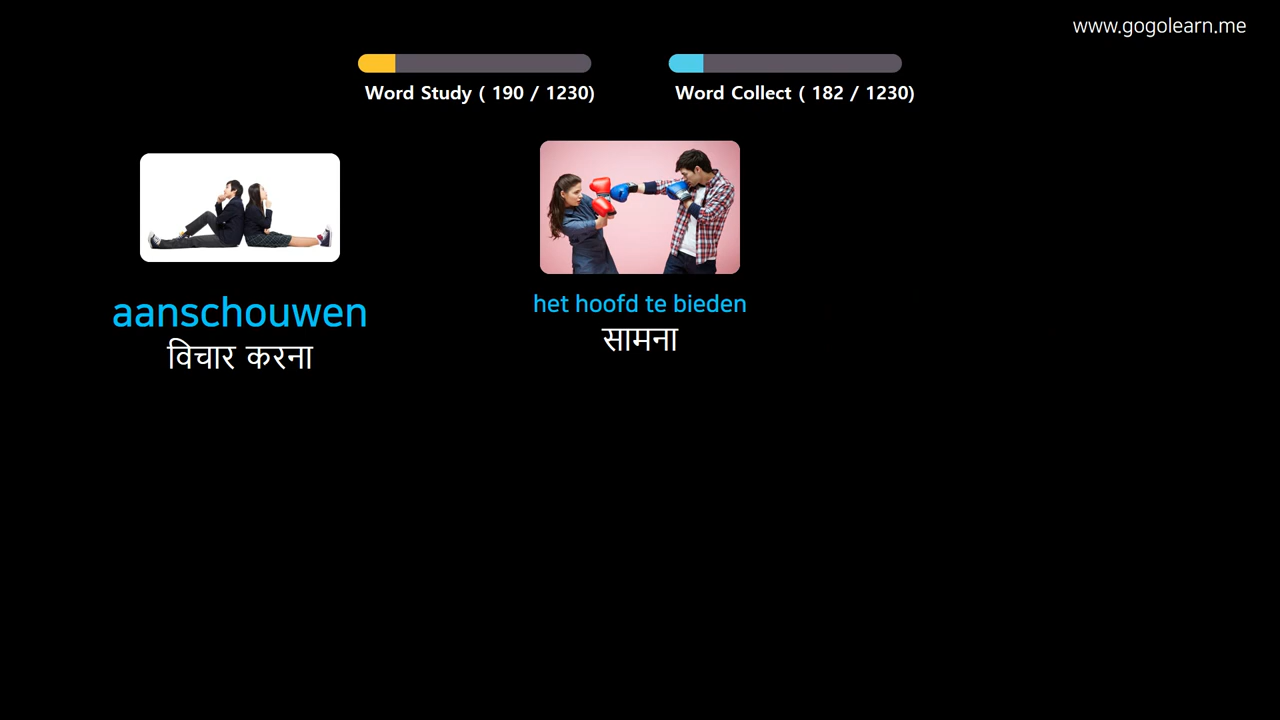 www.gogolearn.me
Word Study ( 190 / 1230)
Word Collect ( 182 / 1230)
aanschouwen
विचार करना
het hoofd te bieden
सामना